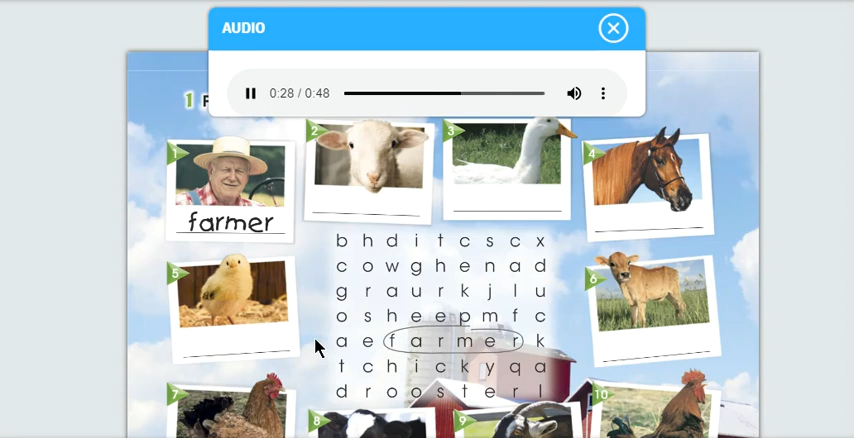 AUDIO
0:28 / 0:48
1 F
1
2
3
4
farmer
b h d i t c s c x
c o w g h e n a d
g r a u r k j l u
o s h e e p m f c
a e f a r m e r k
t c h i c k y q a
d r o o s t e r l
5
6
7
8
9
10